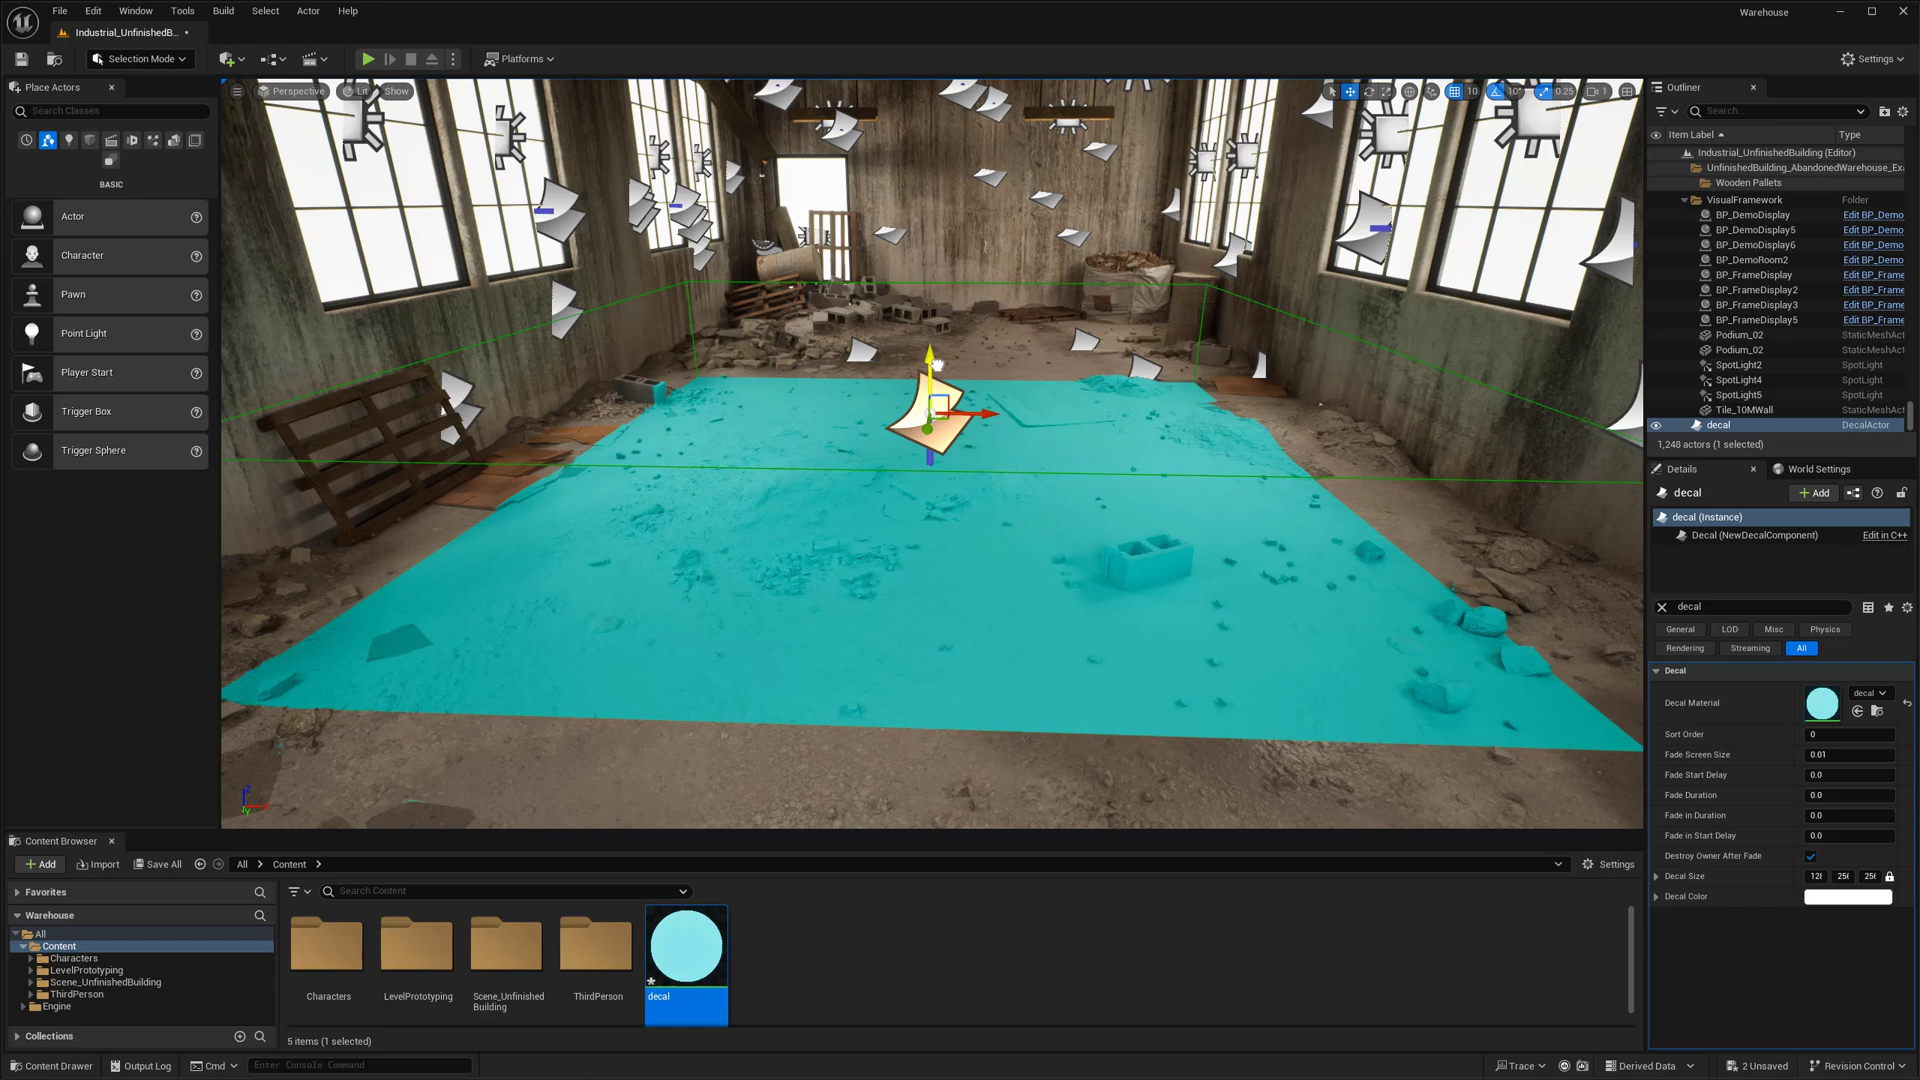 File Edit Window Tools Build Select Actor Help
Warehouse
Industrial_UnfinishedB... •
Selection Mode
Platforms
Settings
Place Actors
Search Classes
BASIC
Actor
Character
Pawn
Point Light
Player Start
Trigger Box
Trigger Sphere
Perspective Lit Show
10 10° 0.25 1
Outliner
Search...
Item Label Type
Industrial_UnfinishedBuilding (Editor)
UnfinishedBuilding_AbandonedWarehouse_Ex
Wooden Pallets
VisualFramework Folder
BP_DemoDisplay Edit BP_Demo
BP_DemoDisplay5 Edit BP_Demo
BP_DemoDisplay6 Edit BP_Demo
BP_DemoRoom2 Edit BP_Demo
BP_FrameDisplay Edit BP_Frame
BP_FrameDisplay2 Edit BP_Frame
BP_FrameDisplay3 Edit BP_Frame
BP_FrameDisplay5 Edit BP_Frame
Podium_02 StaticMeshAct
Podium_02 StaticMeshAct
SpotLight2 SpotLight
SpotLight4 SpotLight
SpotLight5 SpotLight
Tile_10MWall StaticMeshAct
decal DecalActor
1,248 actors (1 selected)
Details World Settings
decal Add
decal (Instance)
Decal (NewDecalComponent) Edit in C++
decal
General LOD Misc Physics
Rendering Streaming All
Decal
Decal Material decal
Sort Order 0
Fade Screen Size 0.01
Fade Start Delay 0.0
Fade Duration 0.0
Fade in Duration 0.0
Fade in Start Delay 0.0
Destroy Owner After Fade
Decal Size
Decal Color
Content Browser
Add Import Save All All Content Settings
Favorites
Warehouse
All
Content
Characters
LevelPrototyping
Scene_UnfinishedBuilding
ThirdPerson
Engine
Collections
Search Content
Characters
LevelPrototyping
Scene_Unfinished
Building
ThirdPerson
decal
5 items (1 selected)
Content Drawer Output Log Cmd Enter Console Command
Trace Derived Data 2 Unsaved Revision Control